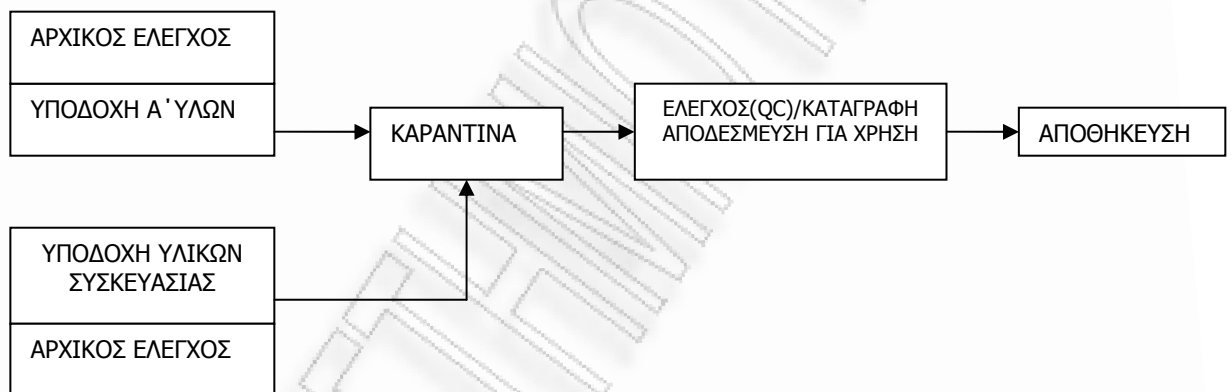 ΑΡΧΙΚΟΣ ΕΛΕΓΧΟΣ
ΥΠΟΔΟΧΗ Α΄ΥΛΩΝ
ΚΑΡΑΝΤΙΝΑ
ΕΛΕΓΧΟΣ(QC)/ΚΑΤΑΓΡΑΦΗ
ΑΠΟΔΕΣΜΕΥΣΗ ΓΙΑ ΧΡΗΣΗ
ΑΠΟΘΗΚΕΥΣΗ
ΥΠΟΔΟΧΗ ΥΛΙΚΩΝ
ΣΥΣΚΕΥΑΣΙΑΣ
ΑΡΧΙΚΟΣ ΕΛΕΓΧΟΣ